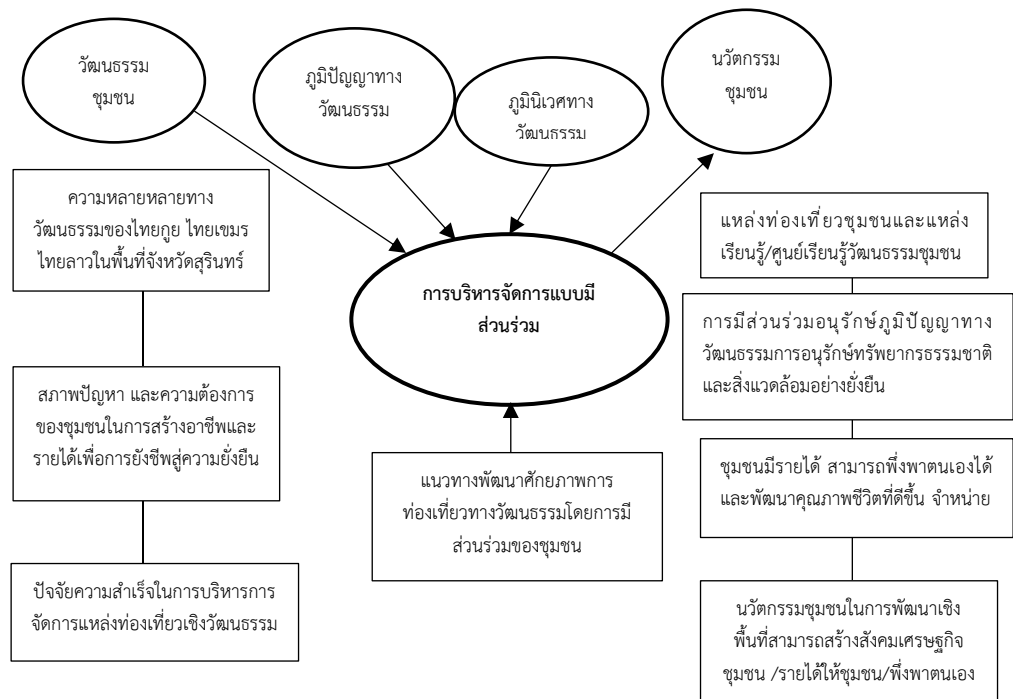 วัฒนธรรม
ชุมชน
ภูมิปัญญาทาง
วัฒนธรรม
ภูมินิเวศทาง
วัฒนธรรม
นวัตกรรม
ชุมชน
ความหลายหลายทาง
วัฒนธรรมของไทยกูย ไทยเขมร
ไทยลาวในพื้นที่จังหวัดสุรินทร์
สภาพปัญหา และความต้องการ
ของชุมชนในการสร้างอาชีพและ
รายได้เพื่อการยังชีพสู่ความยั่งยืน
ปัจจัยความสำเร็จในการบริหารการ
จัดการแหล่งท่องเที่ยวเชิงวัฒนธรรม
การบริหารจัดการแบบมี
ส่วนร่วม
แนวทางพัฒนาศักยภาพการ
ท่องเที่ยวทางวัฒนธรรมโดยการมี
ส่วนร่วมของชุมชน
แหล่งท่องเที่ยวชุมชนและแหล่ง
เรียนรู้/ศูนย์เรียนรู้วัฒนธรรมชุมชน
การมีส่วนร่วมอนุรักษ์ภูมิปัญญาทาง
วัฒนธรรมการอนุรักษ์ทรัพยากรธรรมชาติ
และสิ่งแวดล้อมอย่างยั่งยืน
ชุมชนมีรายได้ สามารถพึ่งพาตนเองได้
และพัฒนาคุณภาพชีวิตที่ดีขึ้น จำหน่าย
นวัตกรรมชุมชนในการพัฒนาเชิง
พื้นที่สามารถสร้างสังคมเศรษฐกิจ
ชุมชน /รายได้ให้ชุมชน/พึ่งพาตนเอง